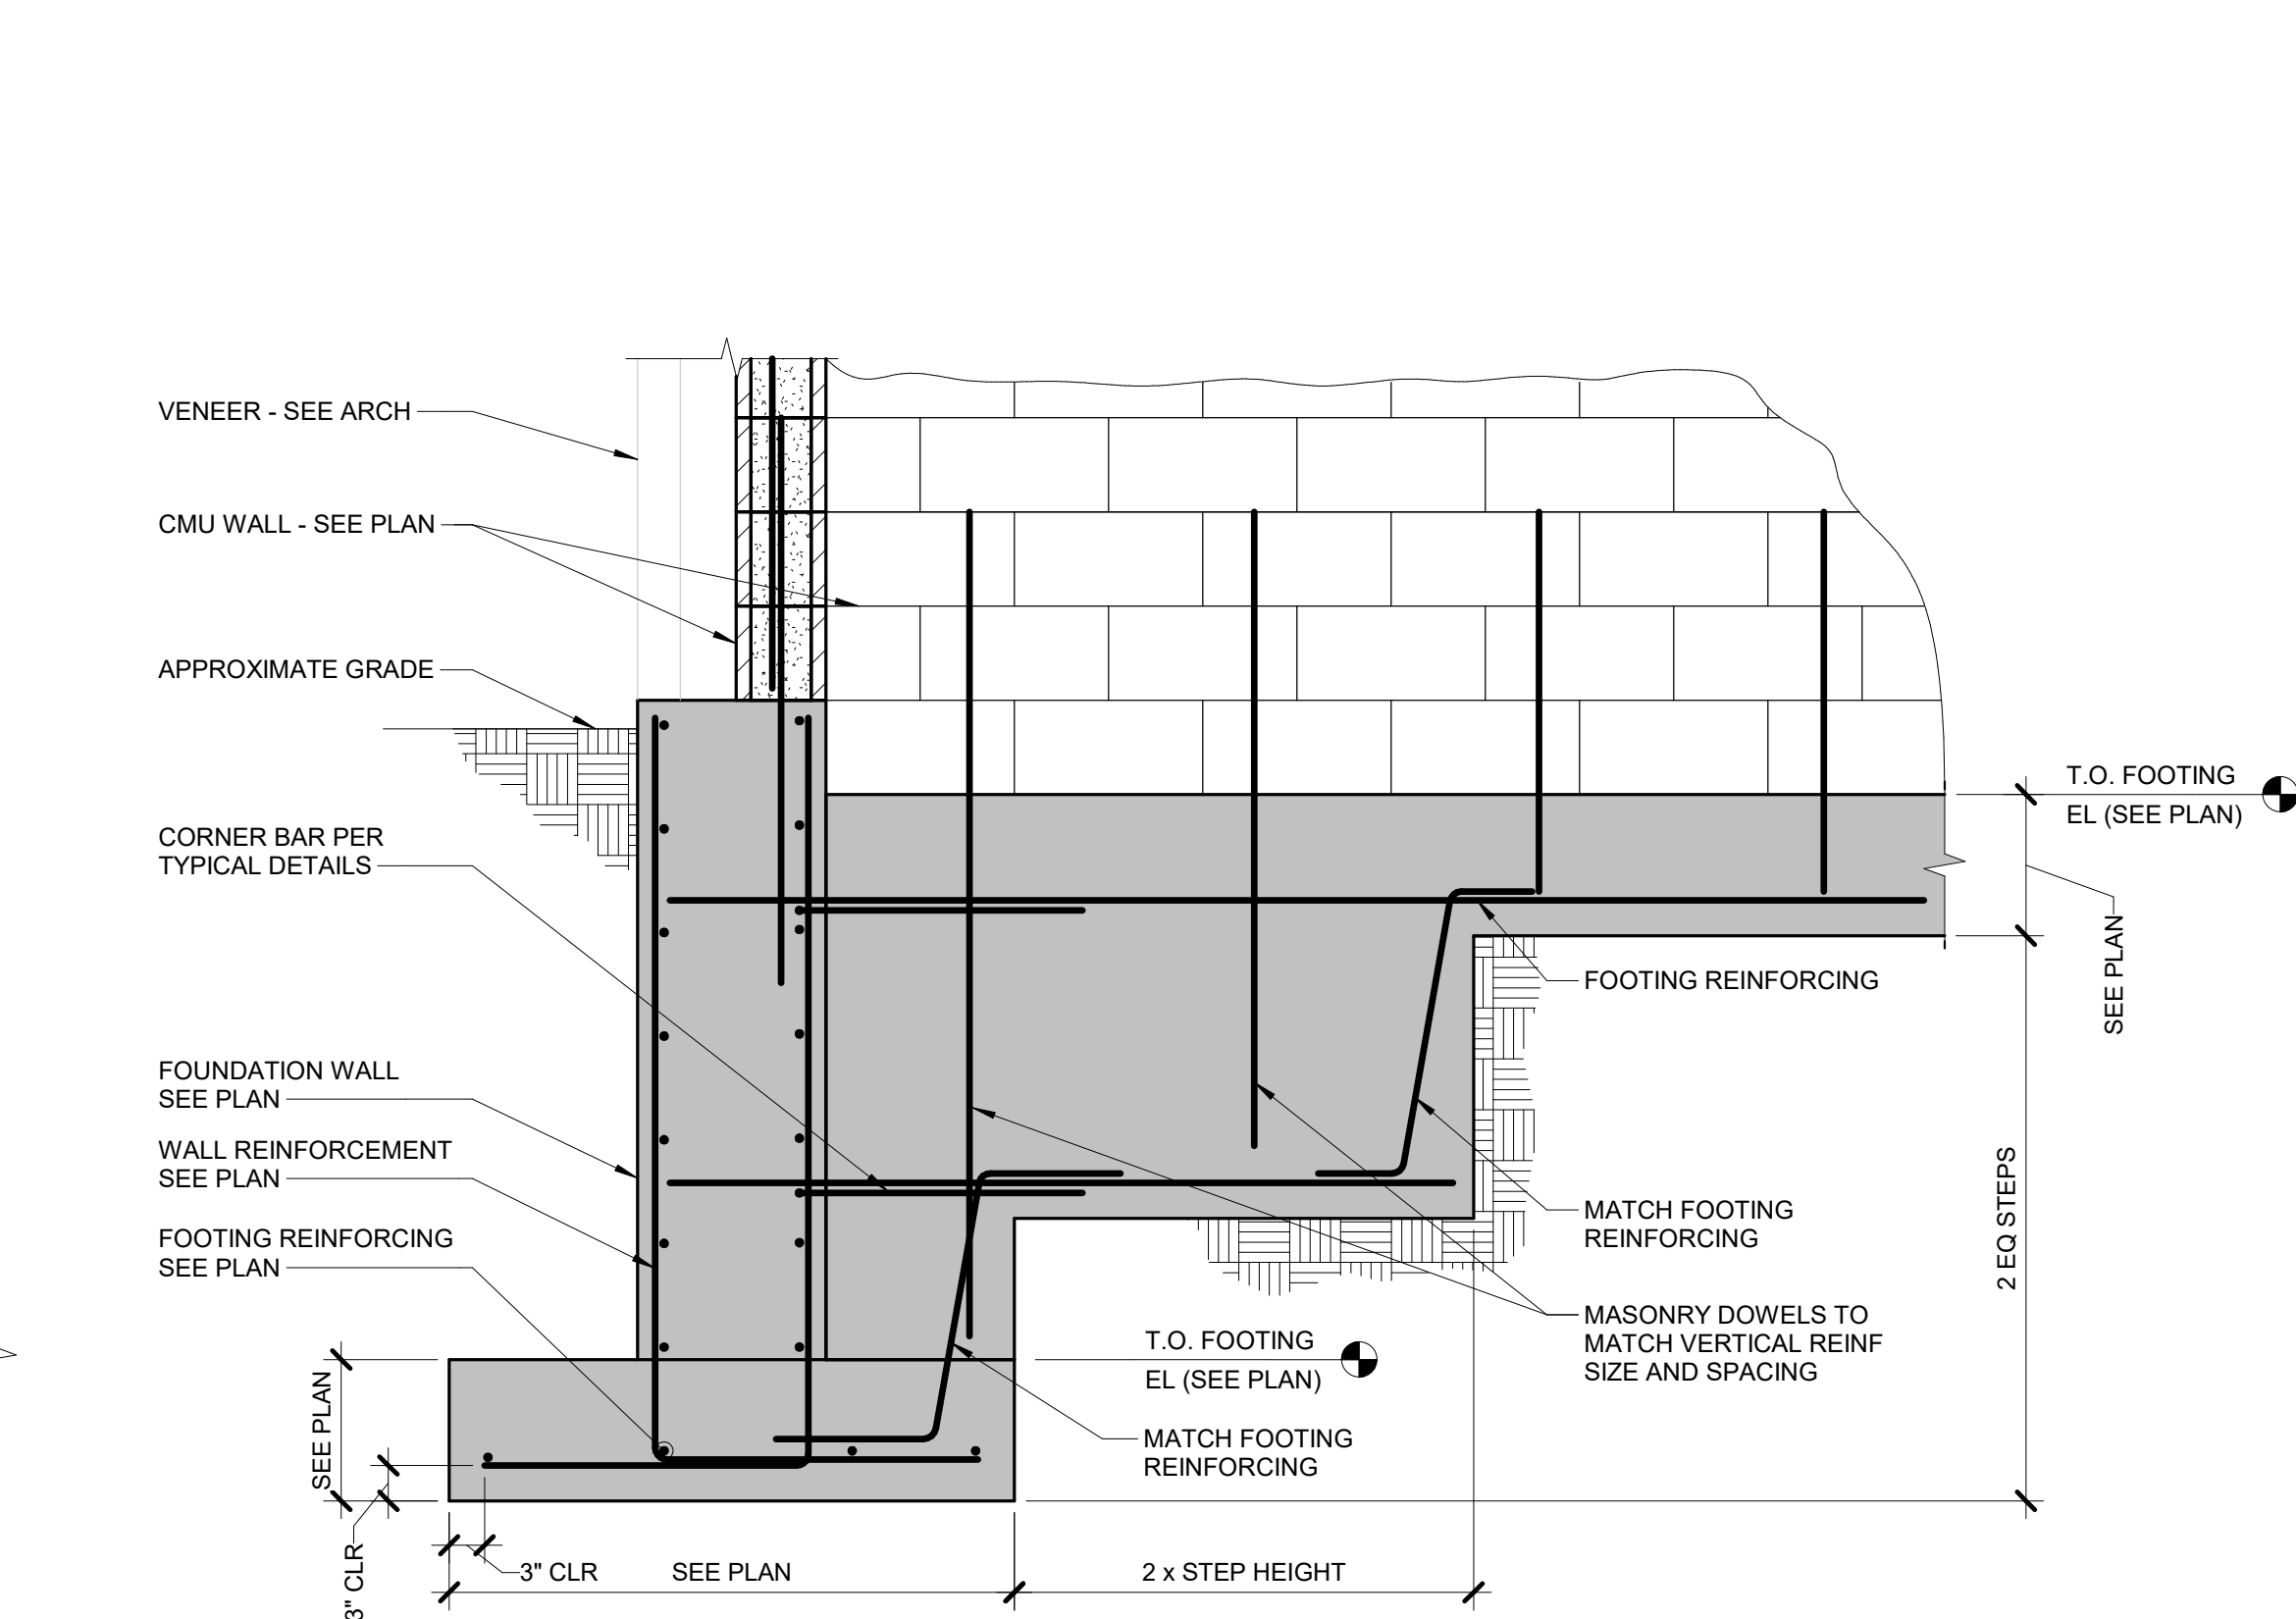 VENEER - SEE ARCH
CMU WALL - SEE PLAN
APPROXIMATE GRADE
CORNER BAR PER
TYPICAL DETAILS
FOUNDATION WALL
SEE PLAN
WALL REINFORCEMENT
SEE PLAN
FOOTING REINFORCING
SEE PLAN
SEE PLAN
3" CLR
3" CLR
SEE PLAN
2 x STEP HEIGHT
T.O. FOOTING
EL (SEE PLAN)
MATCH FOOTING
REINFORCING
T.O. FOOTING
EL (SEE PLAN)
SEE PLAN
FOOTING REINFORCING
MATCH FOOTING
REINFORCING
MASONRY DOWELS TO
MATCH VERTICAL REINF
SIZE AND SPACING
2 EQ STEPS